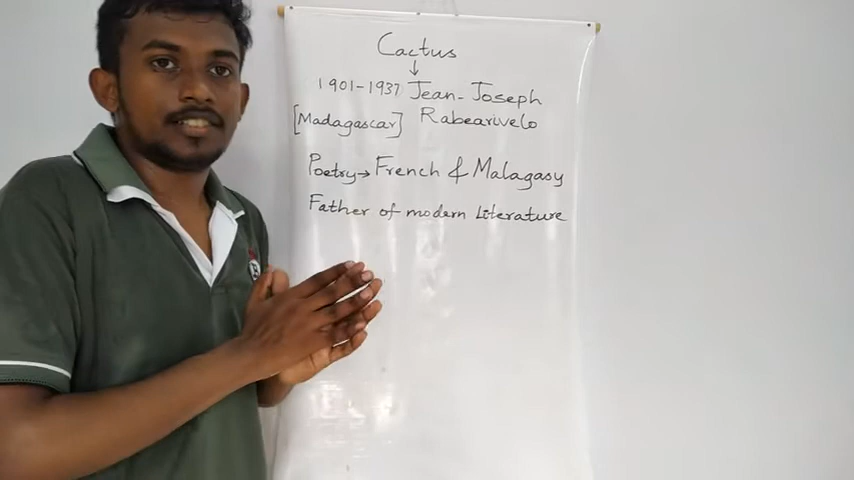 Cactus
↓
1901-1937 Jean-Joseph
[Madagascar] Rabearivelo
Poetry→French & Malagasy
Father of modern Literature